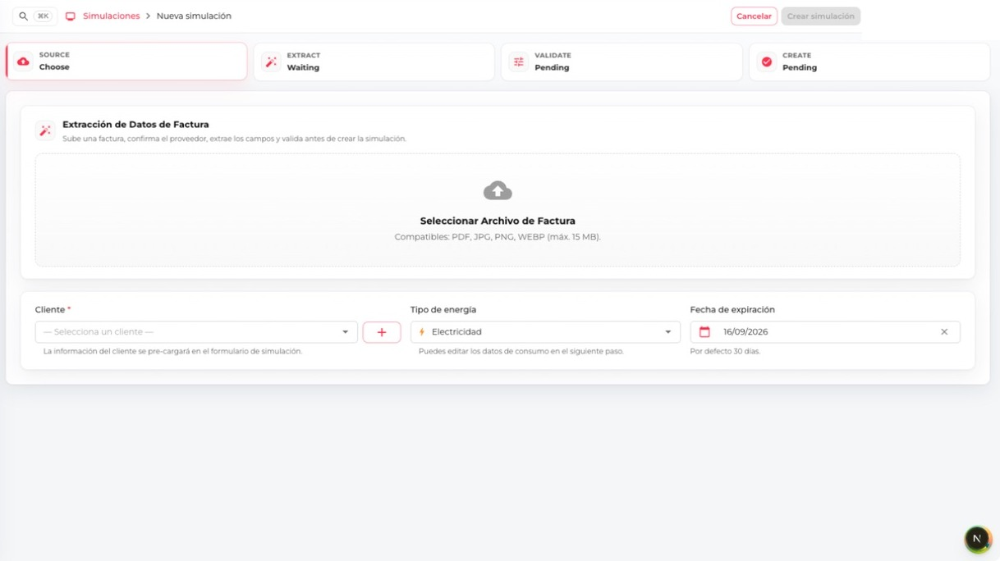 ⌘K
Simulaciones > Nueva simulación
Cancelar
Crear simulación
SOURCE
Choose
EXTRACT
Waiting
VALIDATE
Pending
CREATE
Pending
Extracción de Datos de Factura
Sube una factura, confirma el proveedor, extrae los campos y valida antes de crear la simulación.
Seleccionar Archivo de Factura
Compatibles: PDF, JPG, PNG, WEBP (máx. 15 MB).
Cliente *
— Selecciona un cliente —
La información del cliente se pre-cargará en el formulario de simulación.
Tipo de energía
Electricidad
Puedes editar los datos de consumo en el siguiente paso.
Fecha de expiración
16/09/2026
Por defecto 30 días.
N